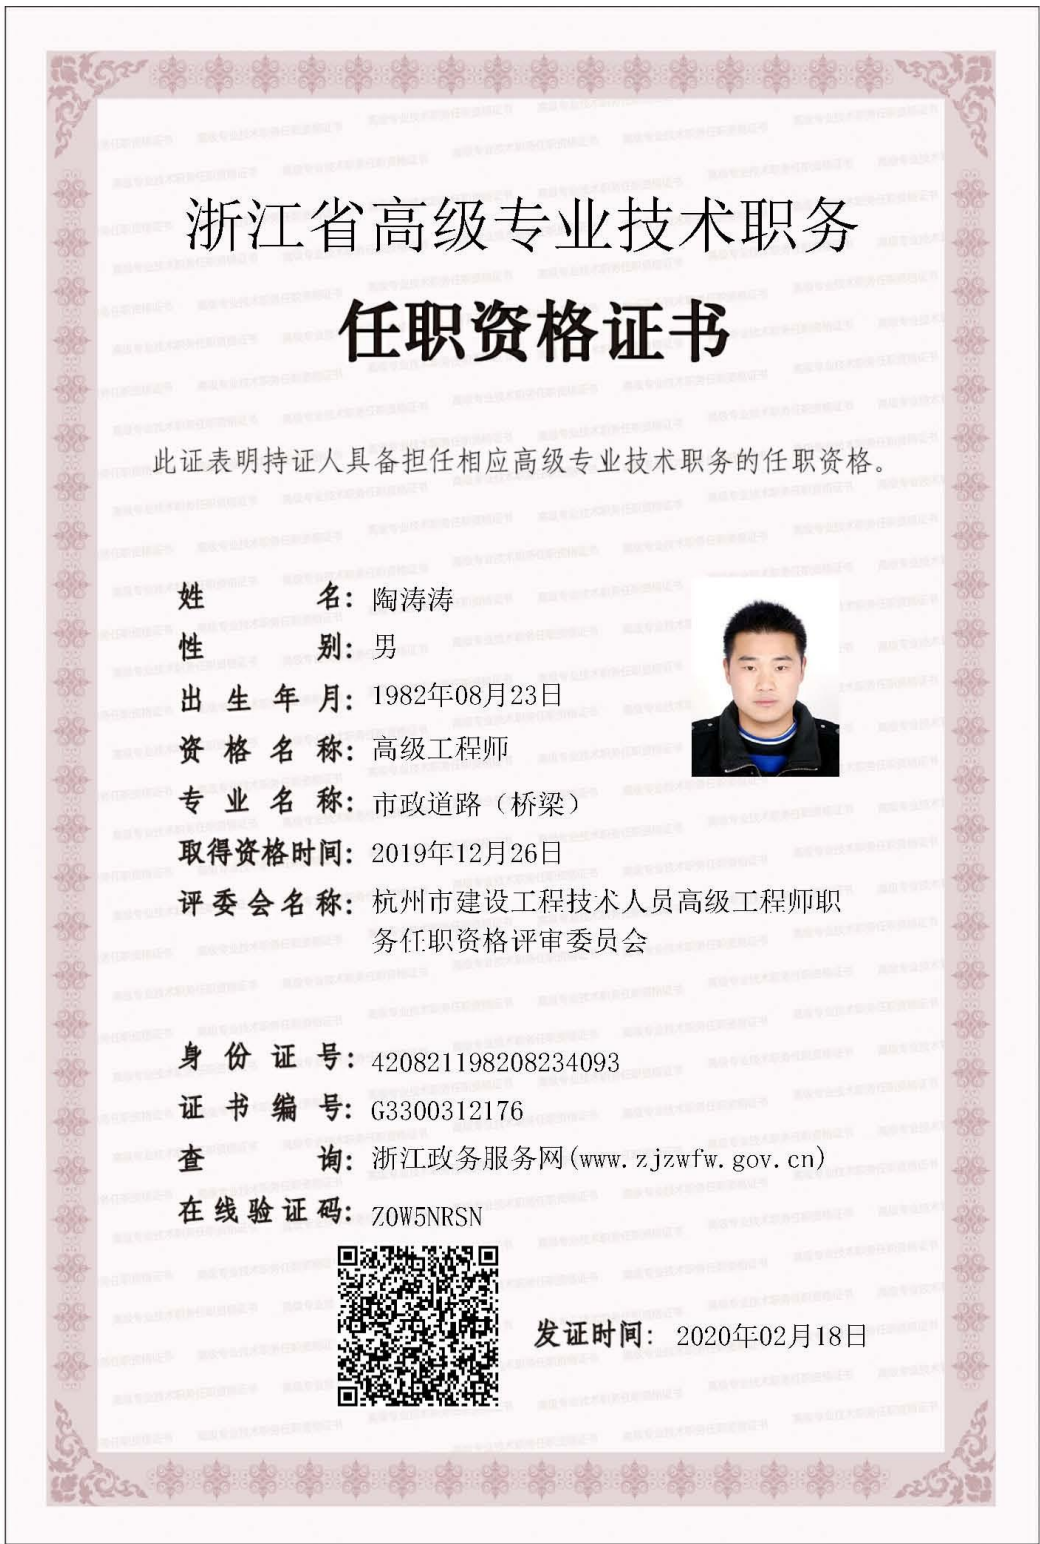 浙江省高级专业技术职务
任职资格证书
此证表明持证人具备担任相应高级专业技术职务的任职资格。
姓名：陶涛涛
性别：男
出生年月：1982年08月23日
资格名称：高级工程师
专业名称：市政道路（桥梁）
取得资格时间：2019年12月26日
评委会名称：杭州市建设工程技术人员高级工程师职
务任职资格评审委员会
身份证号：420821198208234093
证书编号：G3300312176
查询：浙江政务服务网(www.zjzwfw.gov.cn)
在线验证码：Z0W5NRSN
发证时间：2020年02月18日